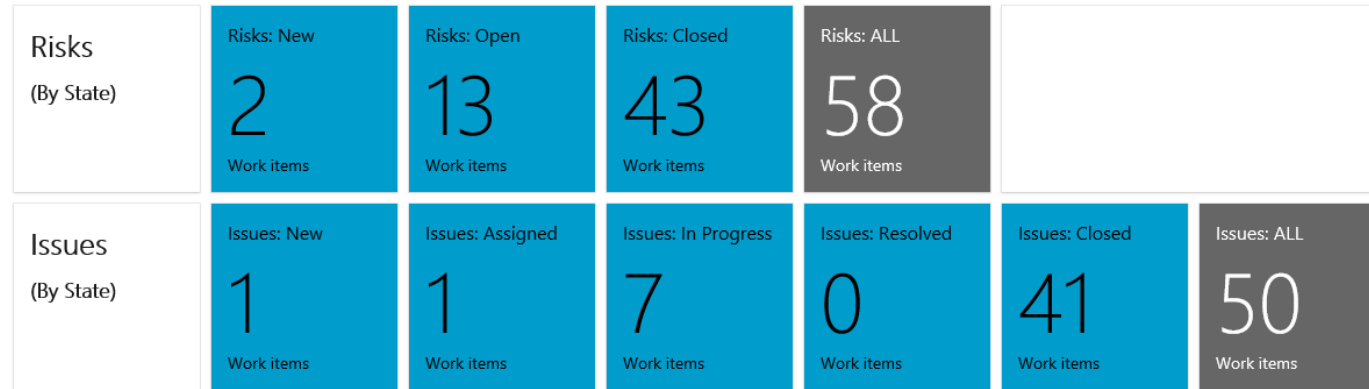 Risks
(By State)
Risks: New
2
Work items
Risks: Open
13
Work items
Risks: Closed
43
Work items
Risks: ALL
58
Work items
Issues
(By State)
Issues: New
1
Work items
Issues: Assigned
1
Work items
Issues: In Progress
7
Work items
Issues: Resolved
0
Work items
Issues: Closed
41
Work items
Issues: ALL
50
Work items